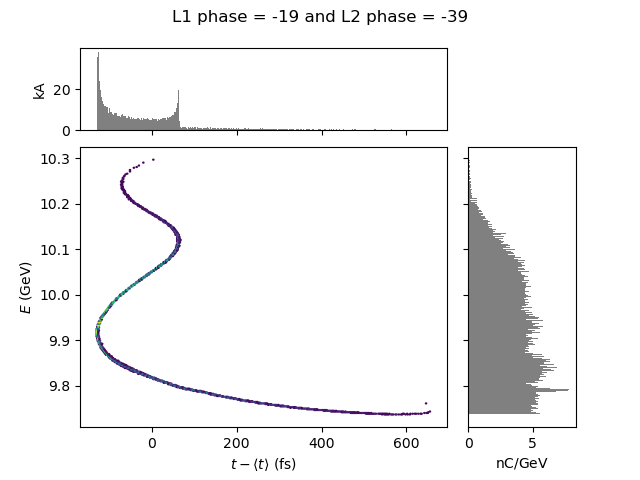 L1 phase = -19 and L2 phase = -39
kA
20
0
10.3
10.2
10.1
10.0
9.9
9.8
E (GeV)
0 200 400 600
t − ⟨t⟩ (fs)
0 5
nC/GeV